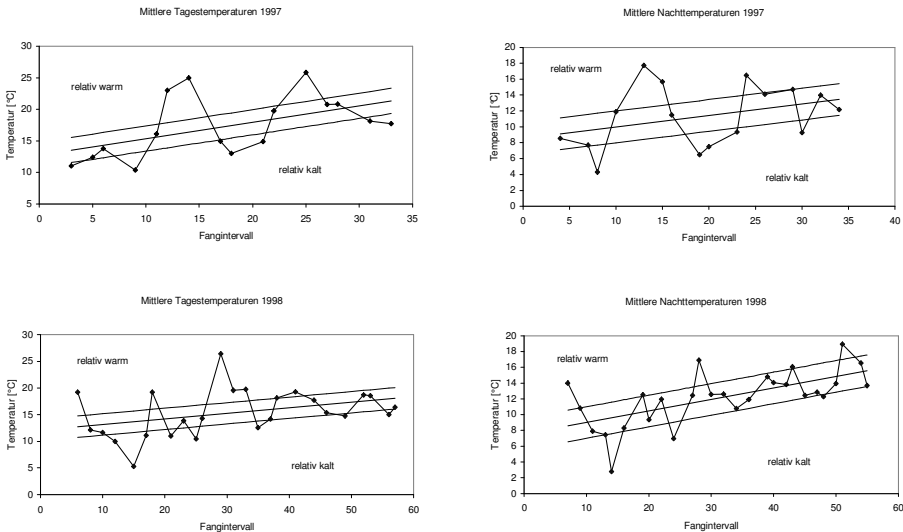 Mittlere Tagestemperaturen 1997
Temperatur [°C]
30
25
20
15
10
5
relativ warm
relativ kalt
0 5 10 15 20 25 30 35
Fangintervall
Mittlere Nachttemperaturen 1997
Temperatur [°C]
20
18
16
14
12
10
8
6
4
2
0
relativ warm
relativ kalt
0 5 10 15 20 25 30 35 40
Fangintervall
Mittlere Tagestemperaturen 1998
Temperatur [°C]
30
25
20
15
10
5
0
relativ warm
relativ kalt
0 10 20 30 40 50 60
Fangintervall
Mittlere Nachttemperaturen 1998
Temperatur [°C]
20
18
16
14
12
10
8
6
4
2
0
relativ warm
relativ kalt
0 10 20 30 40 50 60
Fangintervall